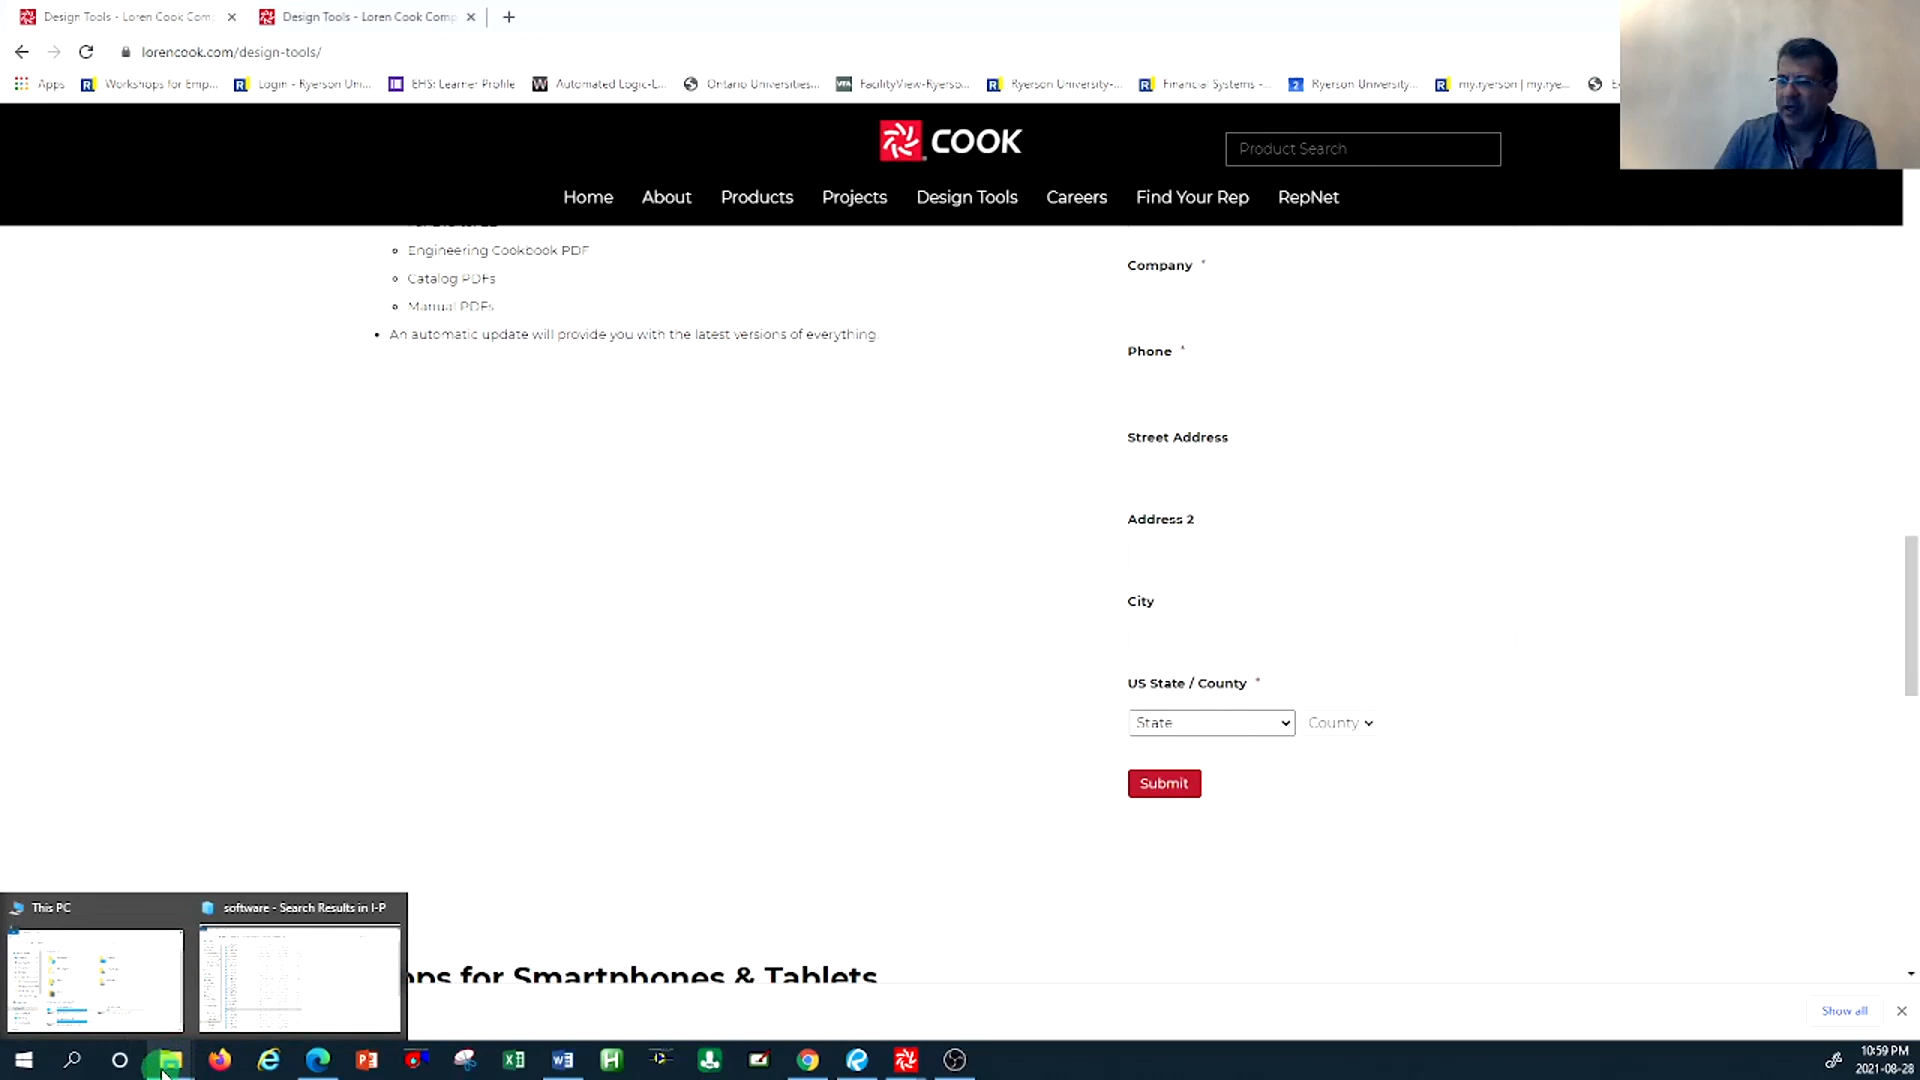 Design Tools - Loren Cook Comp
Design Tools - Loren Cook Comp
lorencook.com/design-tools/
Apps
Workshops for Emp...
Login - Ryerson Uni...
EHS: Learner Profile
Automated Logic-L...
Ontario Universities...
FacilityView-Ryerso...
Ryerson University-...
Financial Systems -...
Ryerson University...
my.ryerson | my.rye...
COOK
Product Search
Home
About
Products
Projects
Design Tools
Careers
Find Your Rep
RepNet
Engineering Cookbook PDF
Catalog PDFs
Manual PDFs
An automatic update will provide you with the latest versions of everything.
Company *
Phone *
Street Address
Address 2
City
US State / County *
State
County
Submit
This PC
software - Search Results in I-P
for Smartphones & Tablets
Show all
10:59 PM
2021-08-28